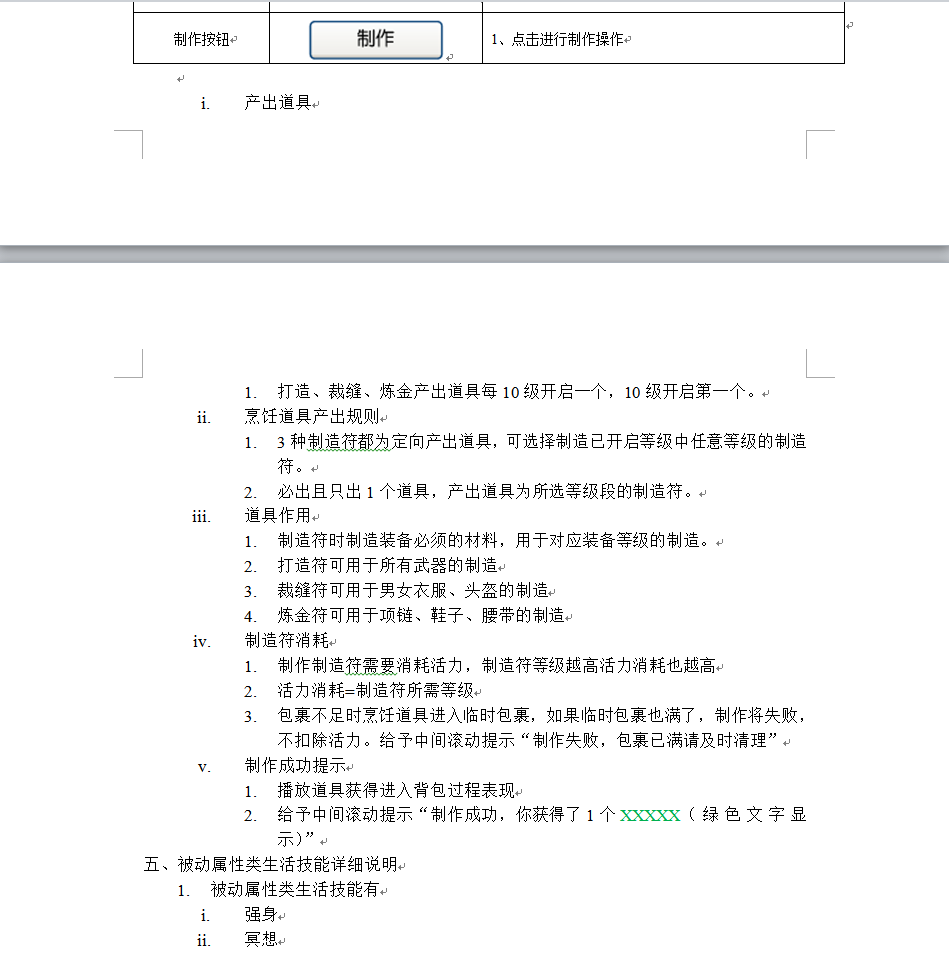 制作按钮 制作 1、点击进行制作操作
i. 产出道具
1. 打造、裁缝、炼金产出道具每 10 级开启一个，10 级开启第一个。
ii. 烹饪道具产出规则
1. 3 种制造符都为定向产出道具，可选择制造已开启等级中任意等级的制造
符。
2. 必出且只出 1 个道具，产出道具为所选等级段的制造符。
iii. 道具作用
1. 制造符时制造装备必须的材料，用于对应装备等级的制造。
2. 打造符可用于所有武器的制造
3. 裁缝符可用于男女衣服、头盔的制造
4. 炼金符可用于项链、鞋子、腰带的制造
iv. 制造符消耗
1. 制作制造符需要消耗活力，制造符等级越高活力消耗也越高
2. 活力消耗=制造符所需等级
3. 包裹不足时烹饪道具进入临时包裹，如果临时包裹也满了，制作将失败，
不扣除活力。给予中间滚动提示“制作失败，包裹已满请及时清理”
v. 制作成功提示
1. 播放道具获得进入背包过程表现
2. 给予中间滚动提示“制作成功，你获得了 1 个 XXXXX（绿色文字显
示)”
五、被动属性类生活技能详细说明
1. 被动属性类生活技能有
i. 强身
ii. 冥想